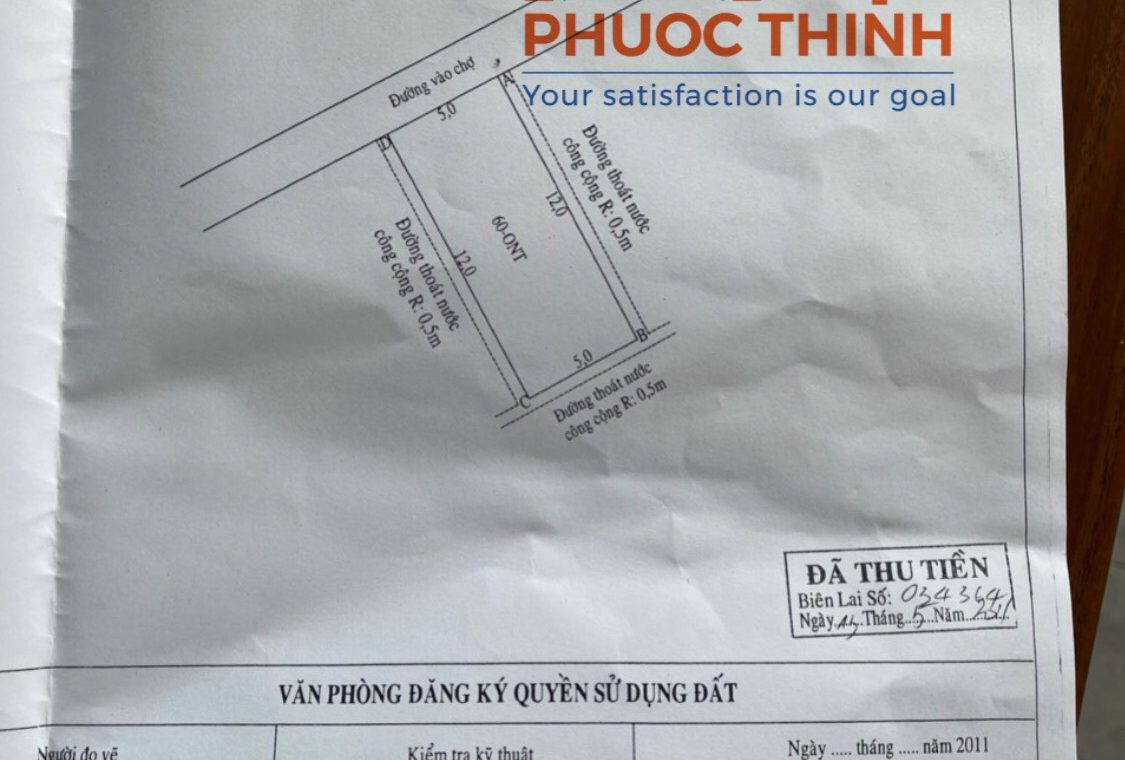 PHUOC THINH
Your satisfaction is our goal
Đường vào chợ
5,0
A
D
Đường thoát nước
công cộng R: 0,5m
12,0
60-ONT
12,0
Đường thoát nước
công cộng R: 0,5m
5,0
B
C
Đường thoát nước
công cộng R: 0,5m
ĐÃ THU TIỀN
Biên Lai Số: 034364
Ngày Tháng 5 Năm
VĂN PHÒNG ĐĂNG KÝ QUYỀN SỬ DỤNG ĐẤT
Người đo vẽ
Kiểm tra kỹ thuật
Ngày ..... tháng ..... năm 2011